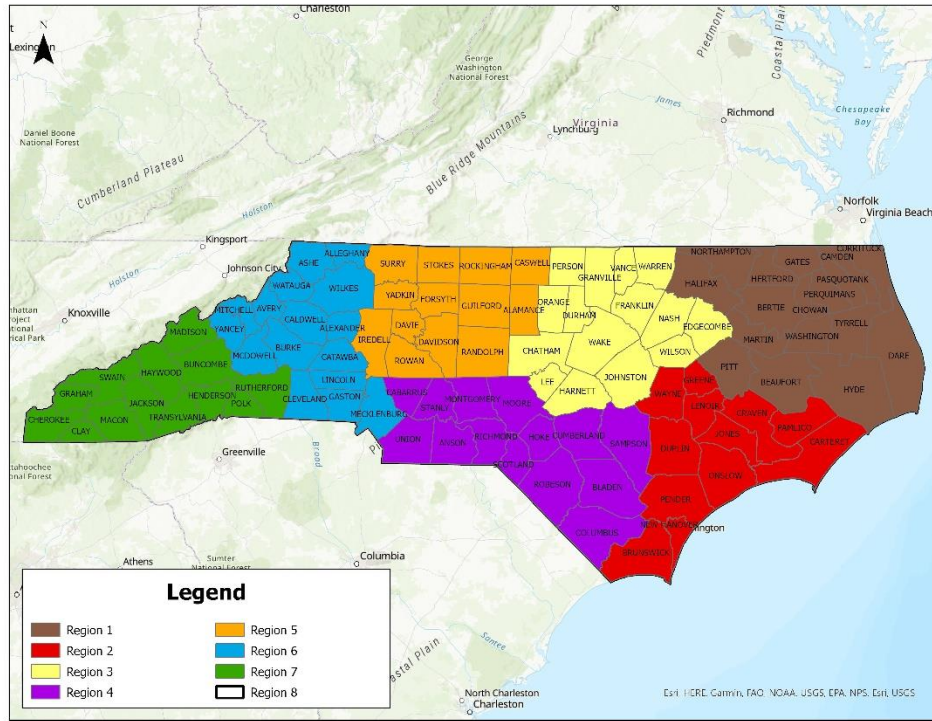 Charleston
N
Lexington
George
Washington
National Forest
Piedmont
Coastal Plain
James
Richmond
Chesapeake
Bay
Daniel Boone
National Forest
Virginia
Lynchburg
Cumberland Plateau
Blue Ridge Mountains
Norfolk
Virginia Beach
Holston
Kingsport
Johnson City
Holston
Knoxville
ALLEGHANY
ASHE
SURRY
STOKES
ROCKINGHAM
CASWELL
PERSON
GRANVILLE
VANCE
WARREN
NORTHAMPTON
GATES
CURRITUCK
CAMDEN
WATAUGA
WILKES
HALIFAX
HERTFORD
PASQUOTANK
PERQUIMANS
MITCHELL
AVERY
YADKIN
FORSYTH
GUILFORD
ALAMANCE
ORANGE
DURHAM
FRANKLIN
NASH
EDGECOMBE
BERTIE
CHOWAN
MADISON
YANCEY
CALDWELL
ALEXANDER
IREDELL
DAVIE
DAVIDSON
RANDOLPH
CHATHAM
WAKE
WILSON
MARTIN
WASHINGTON
TYRRELL
DARE
SWAIN
HAYWOOD
BUNCOMBE
MCDOWELL
BURKE
CATAWBA
ROWAN
GRAHAM
JACKSON
HENDERSON
RUTHERFORD
LINCOLN
CABARRUS
STANLY
MONTGOMERY
MOORE
LEE
HARNETT
JOHNSTON
WAYNE
GREENE
PITT
BEAUFORT
HYDE
CHEROKEE
CLAY
MACON
TRANSYLVANIA
POLK
CLEVELAND
GASTON
MECKLENBURG
UNION
ANSON
RICHMOND
HOKE
CUMBERLAND
SAMPSON
LENOIR
CRAVEN
JONES
PAMLICO
CARTERET
DUPLIN
ONSLOW
SCOTLAND
ROBESON
BLADEN
PENDER
COLUMBUS
NEW HANOVER
BRUNSWICK
Greenville
Broad
Athens
Sumter
National Forest
Columbia
Santee
North Charleston
Charleston
Legend
Region 1
Region 5
Region 2
Region 6
Region 3
Region 7
Region 4
Region 8
Esri, HERE, Garmin, FAO, NOAA, USGS, EPA, NPS, Esri, USGS